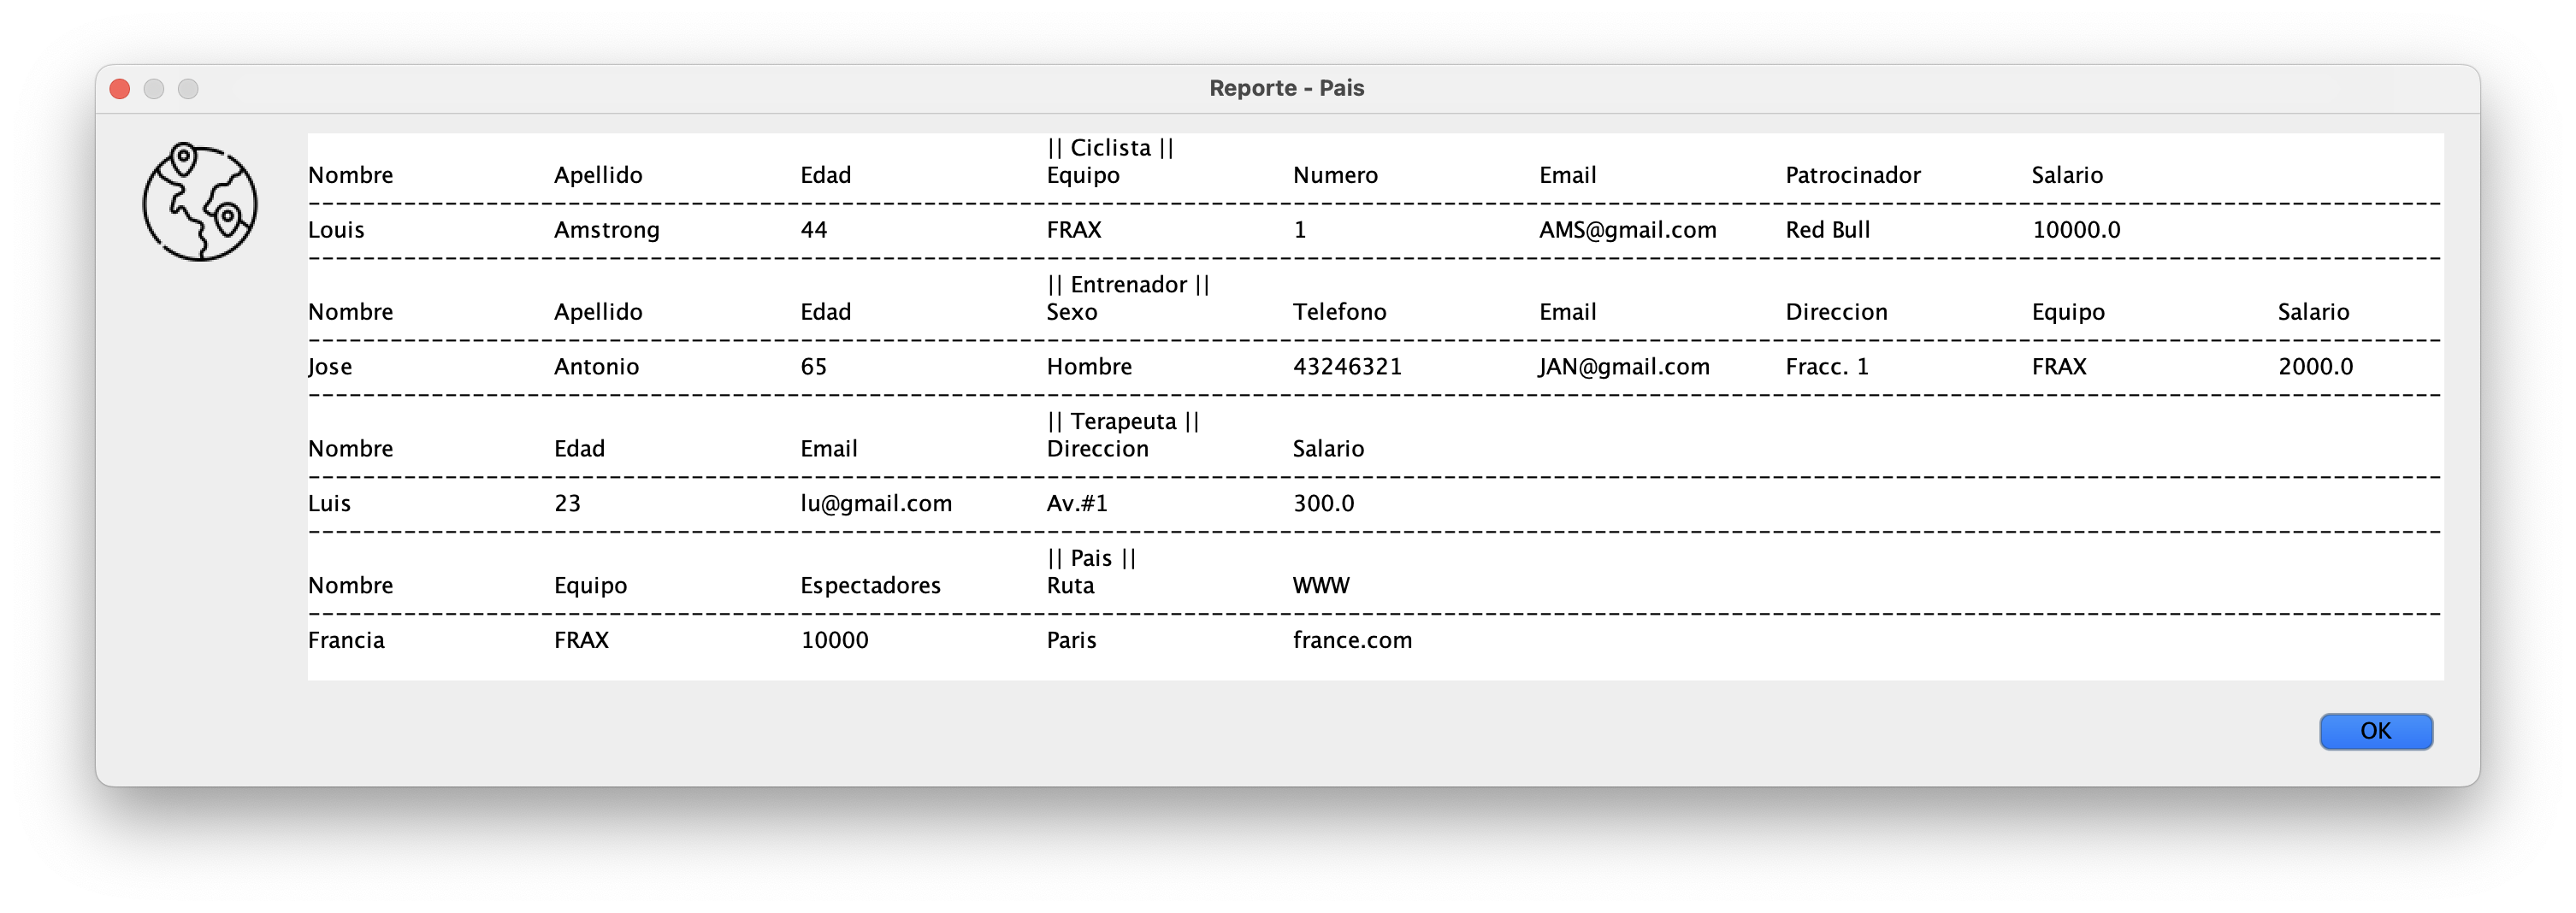 Reporte - Pais
|| Ciclista ||
Nombre Apellido Edad Equipo Numero Email Patrocinador Salario
Louis Amstrong 44 FRAX 1 AMS@gmail.com Red Bull 10000.0
|| Entrenador ||
Nombre Apellido Edad Sexo Telefono Email Direccion Equipo Salario
Jose Antonio 65 Hombre 43246321 JAN@gmail.com Fracc. 1 FRAX 2000.0
|| Terapeuta ||
Nombre Edad Email Direccion Salario
Luis 23 lu@gmail.com Av.#1 300.0
|| Pais ||
Nombre Equipo Espectadores Ruta WWW
Francia FRAX 10000 Paris france.com
OK